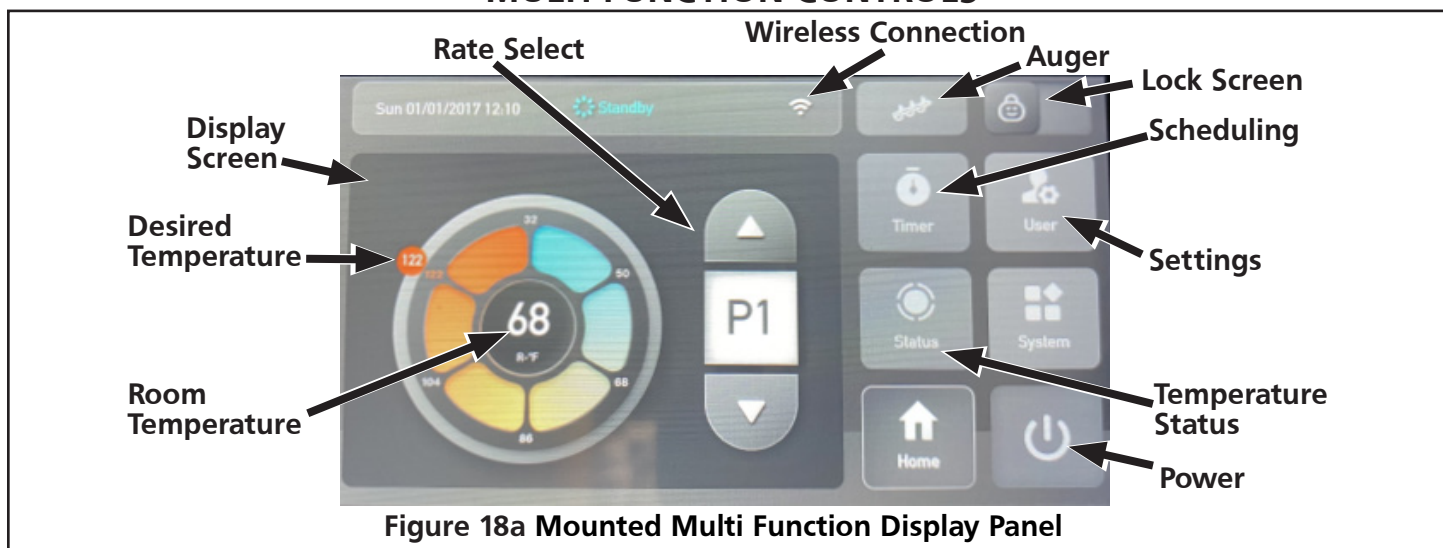 MULTI FUNCTION CONTROLS
Rate Select
Wireless Connection
Auger
Lock Screen
Scheduling
Display
Screen
Desired
Temperature
Room
Temperature
Settings
Temperature
Status
Power
Sun 01/01/2017 12:10
Standby
32
50
68
86
104
122
122
68
R-°F
P1
Timer
User
Status
System
Home
Figure 18a Mounted Multi Function Display Panel